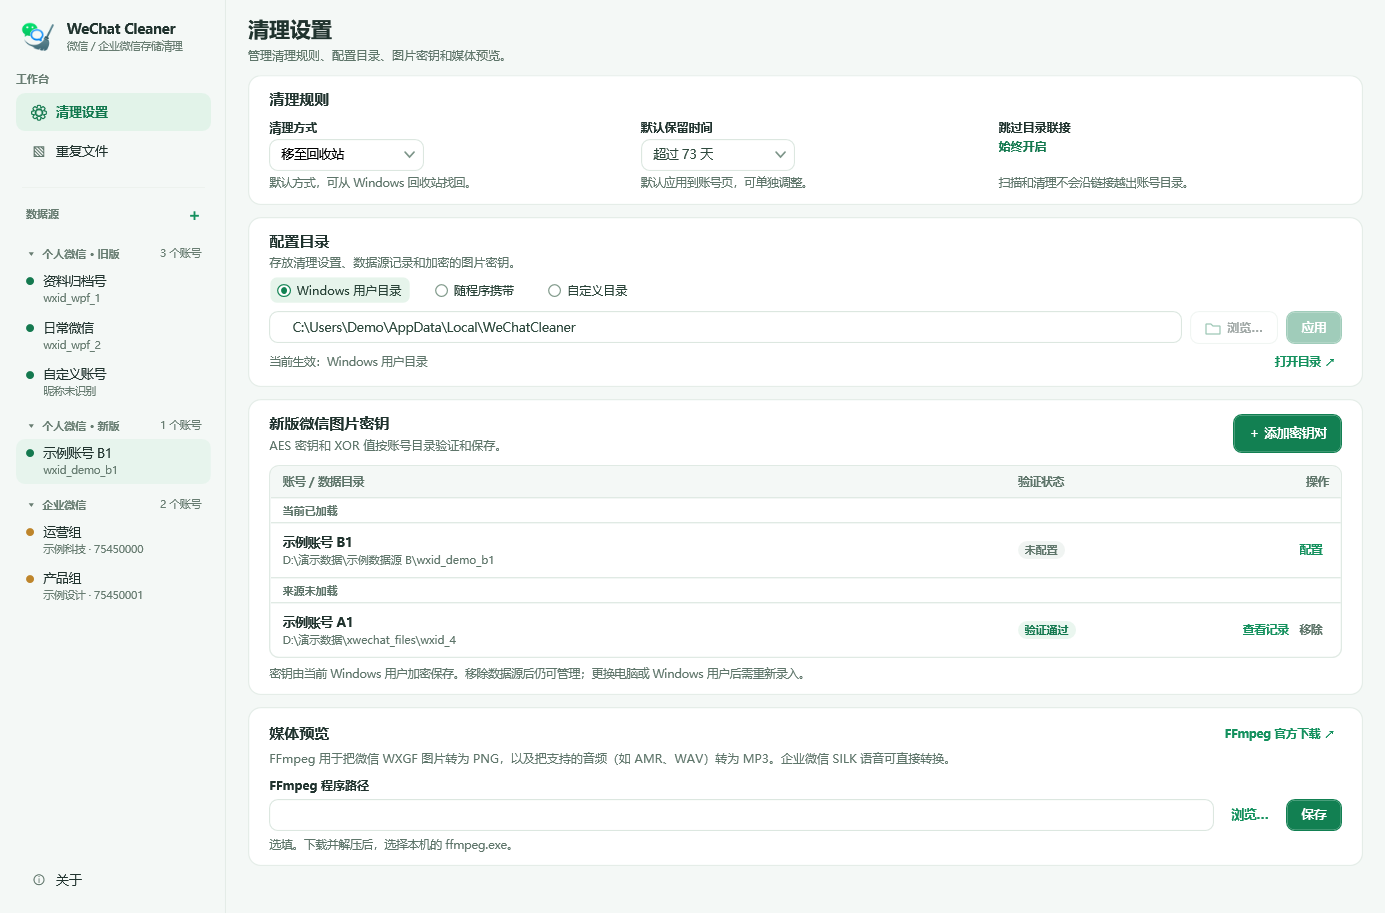 WeChat Cleaner
微信 / 企业微信存储清理
工作台
清理设置
重复文件
数据源
+
个人微信 • 旧版
3 个账号
资料归档号
wxid_wpf_1
日常微信
wxid_wpf_2
自定义账号
昵称未识别
个人微信 • 新版
1 个账号
示例账号 B1
wxid_demo_b1
企业微信
2 个账号
运营组
示例科技 · 75450000
产品组
示例设计 · 75450001
关于
清理设置
管理清理规则、配置目录、图片密钥和媒体预览。
清理规则
清理方式
移至回收站
默认方式，可从 Windows 回收站找回。
默认保留时间
超过 73 天
默认应用到账号页，可单独调整。
跳过目录联接
始终开启
扫描和清理不会沿链接越出账号目录。
配置目录
存放清理设置、数据源记录和加密的图片密钥。
Windows 用户目录
随程序携带
自定义目录
C:\Users\Demo\AppData\Local\WeChatCleaner
浏览...
应用
当前生效：Windows 用户目录
打开目录 ↗
新版微信图片密钥
AES 密钥和 XOR 值按账号目录验证和保存。
+ 添加密钥对
账号 / 数据目录
验证状态
操作
当前已加载
示例账号 B1
D:\演示数据\示例数据源 B\wxid_demo_b1
未配置
配置
来源未加载
示例账号 A1
D:\演示数据\xwechat_files\wxid_4
验证通过
查看记录
移除
密钥由当前 Windows 用户加密保存。移除数据源后仍可管理；更换电脑或 Windows 用户后需重新录入。
媒体预览
FFmpeg 官方下载 ↗
FFmpeg 用于把微信 WXGF 图片转为 PNG，以及把支持的音频（如 AMR、WAV）转为 MP3。企业微信 SILK 语音可直接转换。
FFmpeg 程序路径
浏览...
保存
选填。下载并解压后，选择本机的 ffmpeg.exe。